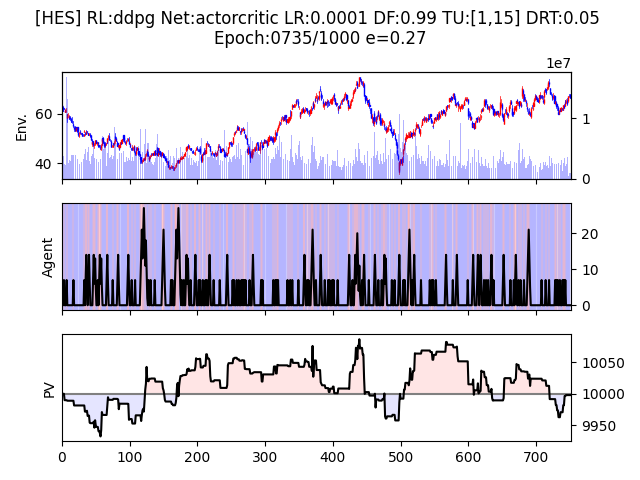 [HES] RL:ddpg Net:actorcritic LR:0.0001 DF:0.99 TU:[1,15] DRT:0.05
Epoch:0735/1000 e=0.27
1e7
Env.
60
40
1
0
Agent
20
10
0
PV
10050
10000
9950
0 100 200 300 400 500 600 700